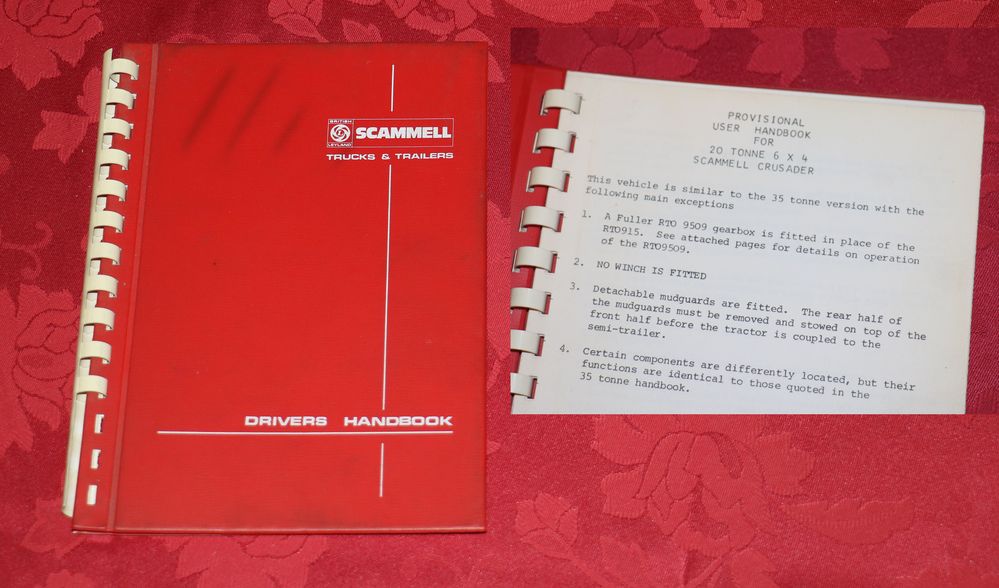 BRITISH
LEYLAND
SCAMMELL
TRUCKS & TRAILERS
DRIVERS HANDBOOK
PROVISIONAL
USER HANDBOOK
FOR
20 TONNE 6 X 4
SCAMMELL CRUSADER
This vehicle is similar to the 35 tonne version with the
following main exceptions
1. A Fuller RTO 9509 gearbox is fitted in place of the
RTO915. See attached pages for details on operation
of the RTO9509.
2. NO WINCH IS FITTED
3. Detachable mudguards are fitted. The rear half of
the mudguards must be removed and stowed on top of the
front half before the tractor is coupled to the
semi-trailer.
4. Certain components are differently located, but their
functions are identical to those quoted in the
35 tonne handbook.